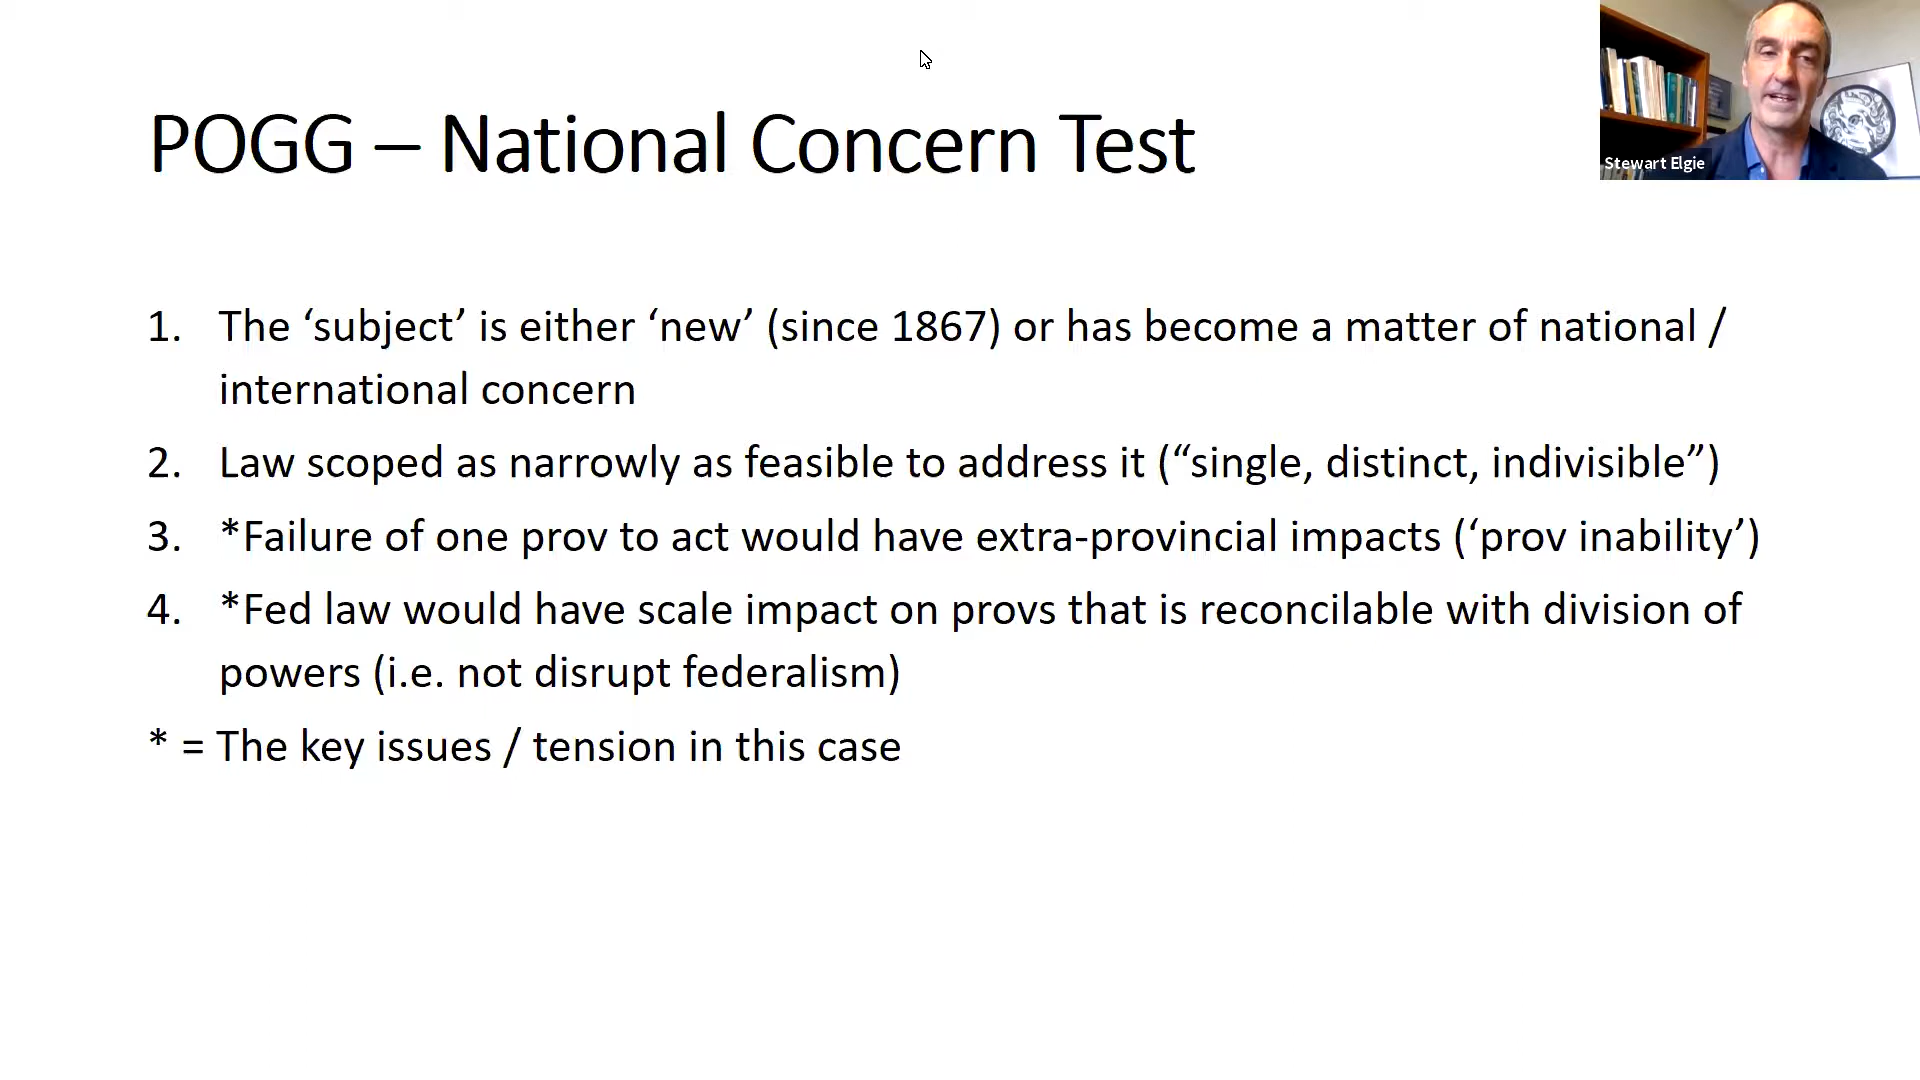 POGG – National Concern Test
Stewart Elgie
1. The ‘subject’ is either ‘new’ (since 1867) or has become a matter of national /
international concern
2. Law scoped as narrowly as feasible to address it (“single, distinct, indivisible”)
3. *Failure of one prov to act would have extra-provincial impacts (‘prov inability’)
4. *Fed law would have scale impact on provs that is reconcilable with division of
powers (i.e. not disrupt federalism)
* = The key issues / tension in this case